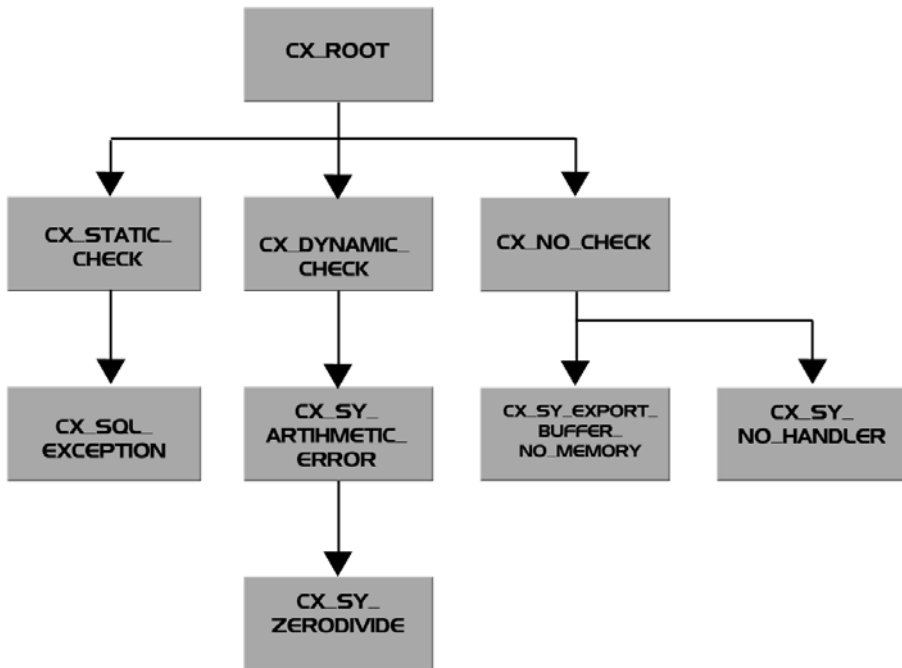 CX_ROOT
CX_STATIC_
CHECK
CX_DYNAMIC_
CHECK
CX_NO_CHECK
CX_SQL_
EXCEPTION
CX_SY_
ARTIHMETIC_
ERROR
CX_SY_EXPORT_
BUFFER_
NO_MEMORY
CX_SY_
NO_HANDLER
CX_SY_
ZERODIVIDE